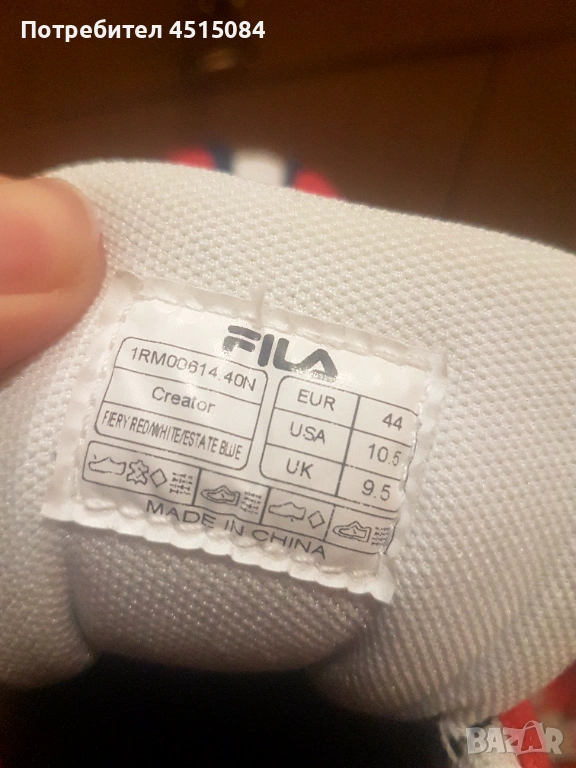 Потребител 4515084
FILA
1RM00614.40N
Creator
FIERY RED/WHITE/ESTATE BLUE
EUR 44
USA 10.5
UK 9.5
MADE IN CHINA
BAZAR